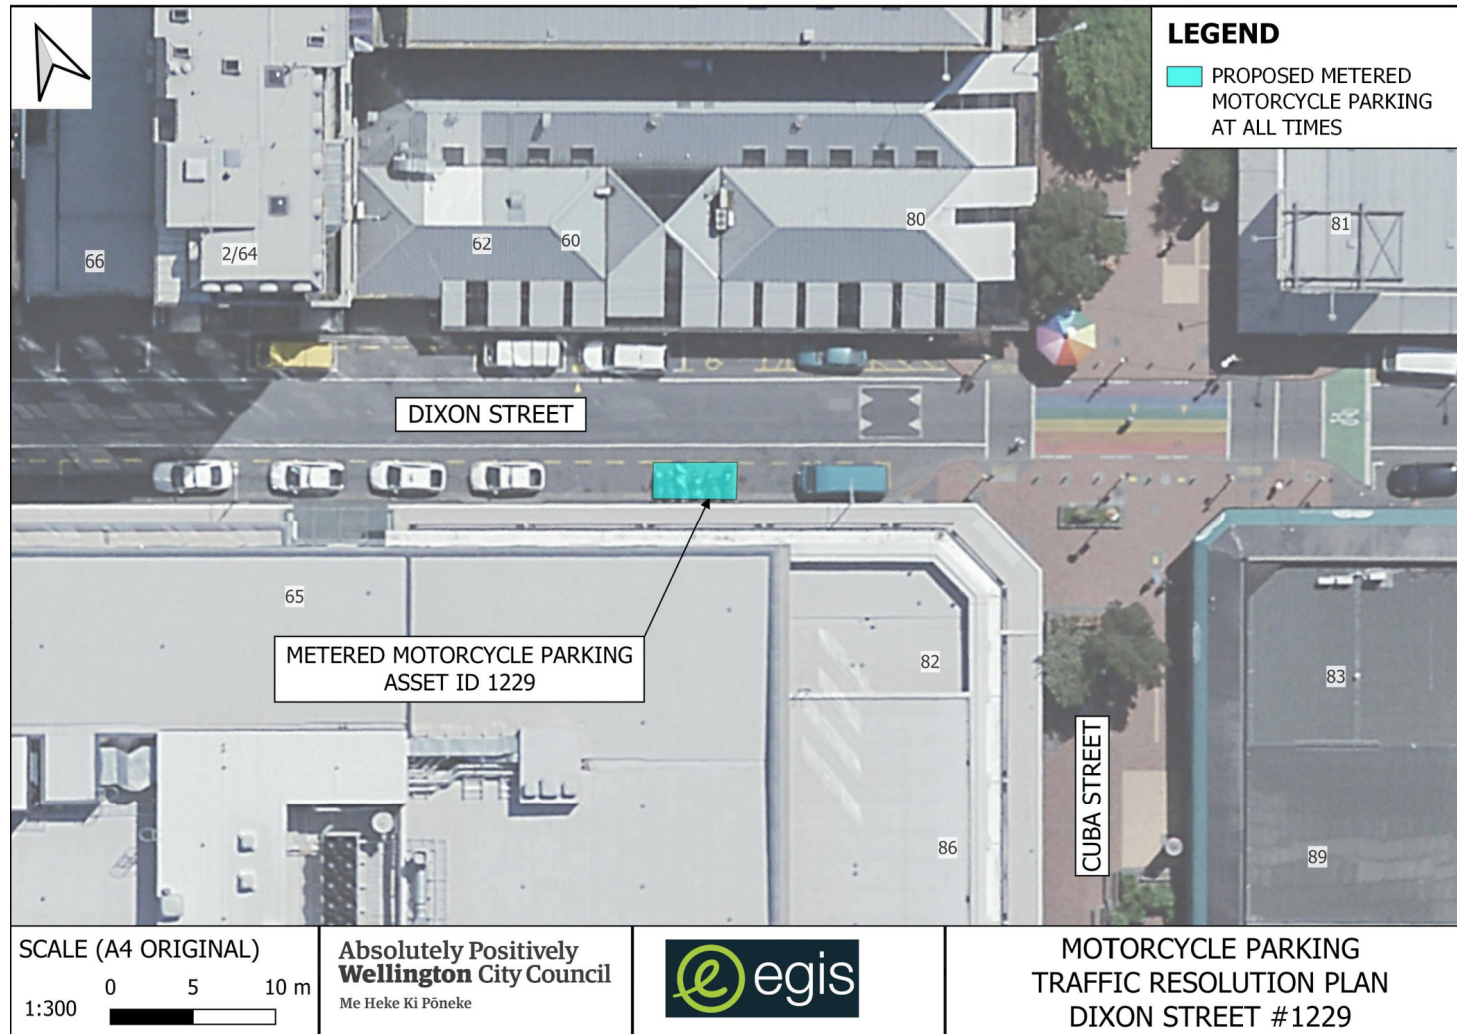 LEGEND
PROPOSED METERED
MOTORCYCLE PARKING
AT ALL TIMES
66
2/64
62
60
80
81
DIXON STREET
65
METERED MOTORCYCLE PARKING
ASSET ID 1229
82
83
CUBA STREET
86
89
SCALE (A4 ORIGINAL)
1:300
0 5 10 m
Absolutely Positively
Wellington City Council
Me Heke Ki Pōneke
e egis
MOTORCYCLE PARKING
TRAFFIC RESOLUTION PLAN
DIXON STREET #1229